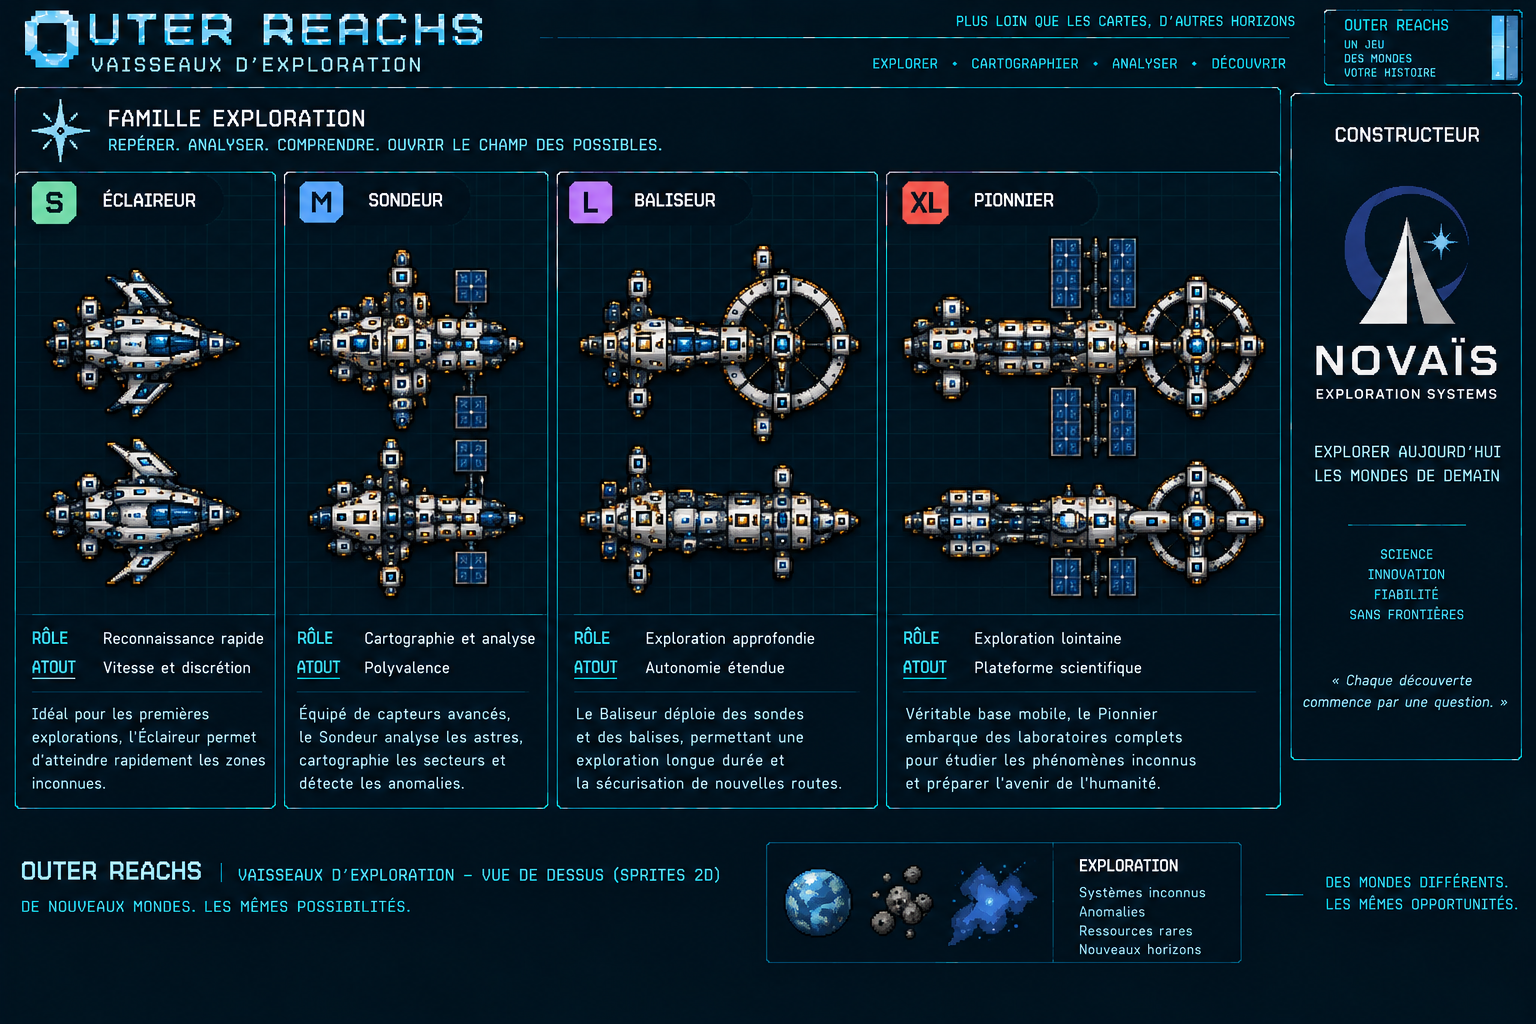 OUTER REACHS
VAISSEAUX D'EXPLORATION
PLUS LOIN QUE LES CARTES, D'AUTRES HORIZONS
EXPLORER • CARTOGRAPHIER • ANALYSER • DÉCOUVRIR
OUTER REACHS
UN JEU
DES MONDES
VOTRE HISTOIRE
FAMILLE EXPLORATION
REPÉRER. ANALYSER. COMPRENDRE. OUVRIR LE CHAMP DES POSSIBLES.
S ÉCLAIREUR
RÔLE Reconnaissance rapide
ATOUT Vitesse et discrétion
Idéal pour les premières
explorations, l'Éclaireur permet
d'atteindre rapidement les zones
inconnues.
M SONDEUR
RÔLE Cartographie et analyse
ATOUT Polyvalence
Équipé de capteurs avancés,
le Sondeur analyse les astres,
cartographie les secteurs et
détecte les anomalies.
L BALISEUR
RÔLE Exploration approfondie
ATOUT Autonomie étendue
Le Baliseur déploie des sondes
et des balises, permettant une
exploration longue durée et
la sécurisation de nouvelles routes.
XL PIONNIER
RÔLE Exploration lointaine
ATOUT Plateforme scientifique
Véritable base mobile, le Pionnier
embarque des laboratoires complets
pour étudier les phénomènes inconnus
et préparer l'avenir de l'humanité.
CONSTRUCTEUR
NOVAÏS
EXPLORATION SYSTEMS
EXPLORER AUJOURD'HUI
LES MONDES DE DEMAIN
SCIENCE
INNOVATION
FIABILITÉ
SANS FRONTIÈRES
« Chaque découverte
commence par une question. »
OUTER REACHS | VAISSEAUX D'EXPLORATION – VUE DE DESSUS (SPRITES 2D)
DE NOUVEAUX MONDES. LES MÊMES POSSIBILITÉS.
EXPLORATION
Systèmes inconnus
Anomalies
Ressources rares
Nouveaux horizons
DES MONDES DIFFÉRENTS.
LES MÊMES OPPORTUNITÉS.